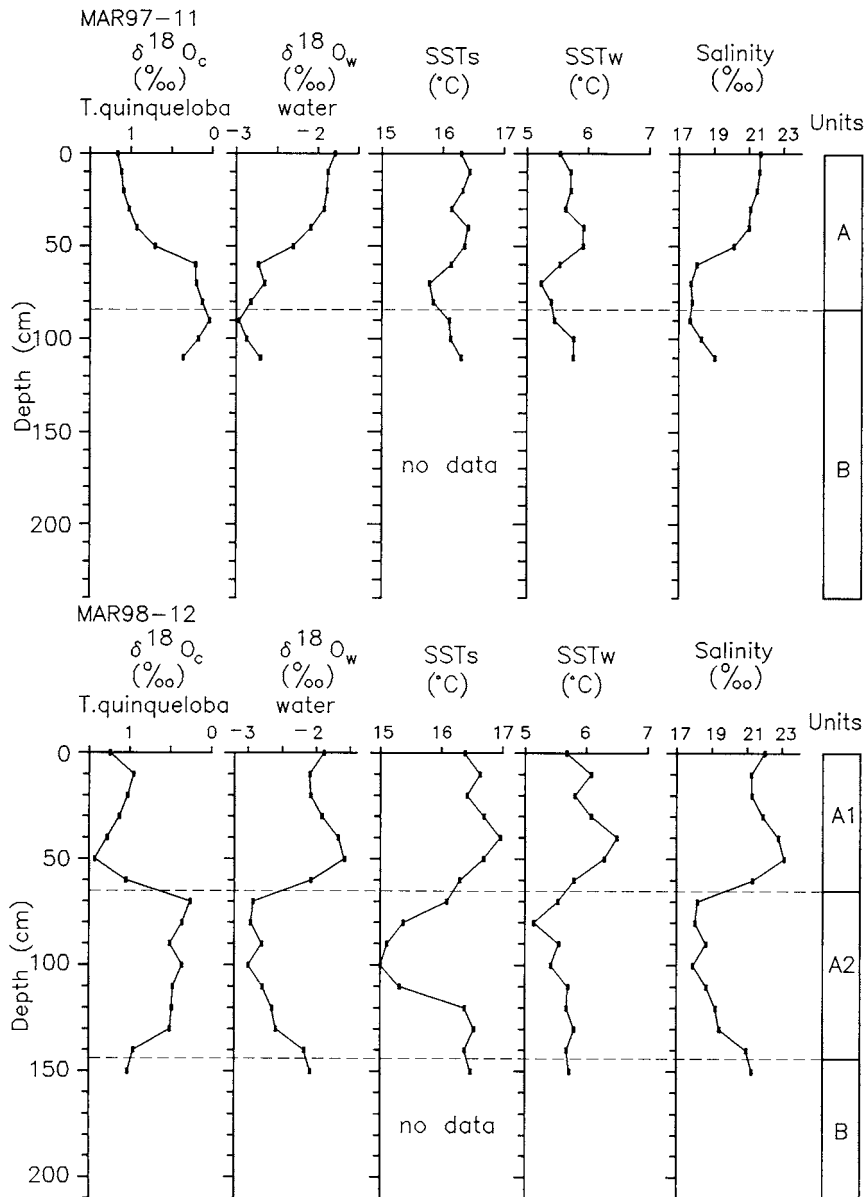 MAR97-11
δ18Oc δ18Ow SSTs SSTw Salinity
(‰) (‰) (°C) (°C) (‰)
T.quinqueloba water
1 0 -3 -2 15 16 17 5 6 7 17 19 21 23 Units
0
50
100
150
200
Depth (cm)
no data
A
B
MAR98-12
δ18Oc δ18Ow SSTs SSTw Salinity
(‰) (‰) (°C) (°C) (‰)
T.quinqueloba water
1 0 -3 -2 15 16 17 5 6 7 17 19 21 23 Units
0
50
100
150
200
Depth (cm)
no data
A1
A2
B